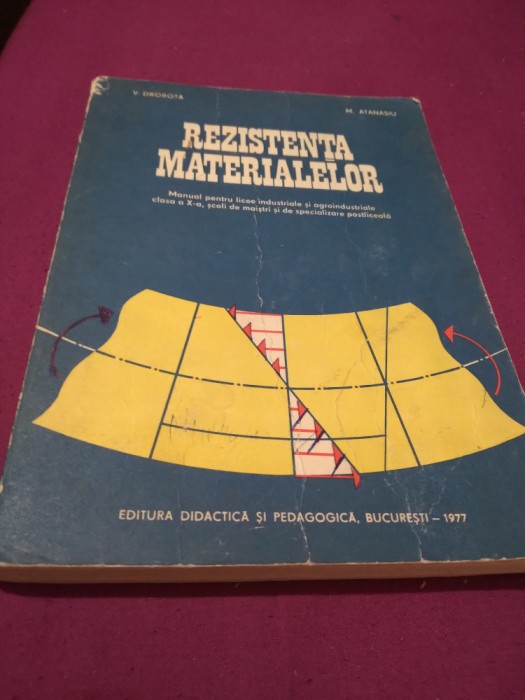 V. DROBOTA
M. ATANASIU
REZISTENȚA
MATERIALELOR
Manual pentru licee industriale și agroindustriale
clasa a X-a, școli de maiștri și de specializare postliceală
EDITURA DIDACTICĂ ȘI PEDAGOGICĂ, BUCUREȘTI – 1977